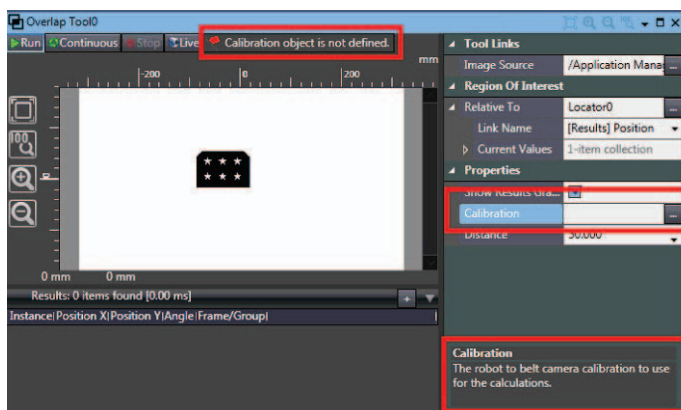 Overlap Tool0
Run Continuous Stop Live Calibration object is not defined.
mm
-200 0 200
100
0
0 mm 0 mm
Results: 0 items found [0.00 ms]
Instance Position X Position Y Angle Frame/Group
Tool Links
Image Source /Application Manag ...
Region Of Interest
Relative To Locator0 ...
Link Name [Results] Position
Current Values 1-item collection
Properties
Show Results Gra...
Calibration ...
Distance 50.000
Calibration
The robot to belt camera calibration to use
for the calculations.